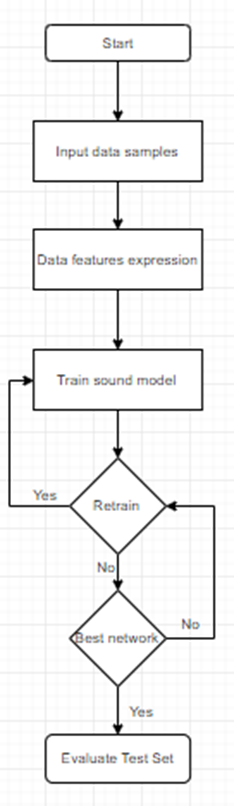 Start
Input data samples
Data features expression
Train sound model
Yes
Retrain
No
Best network
No
Yes
Evaluate Test Set